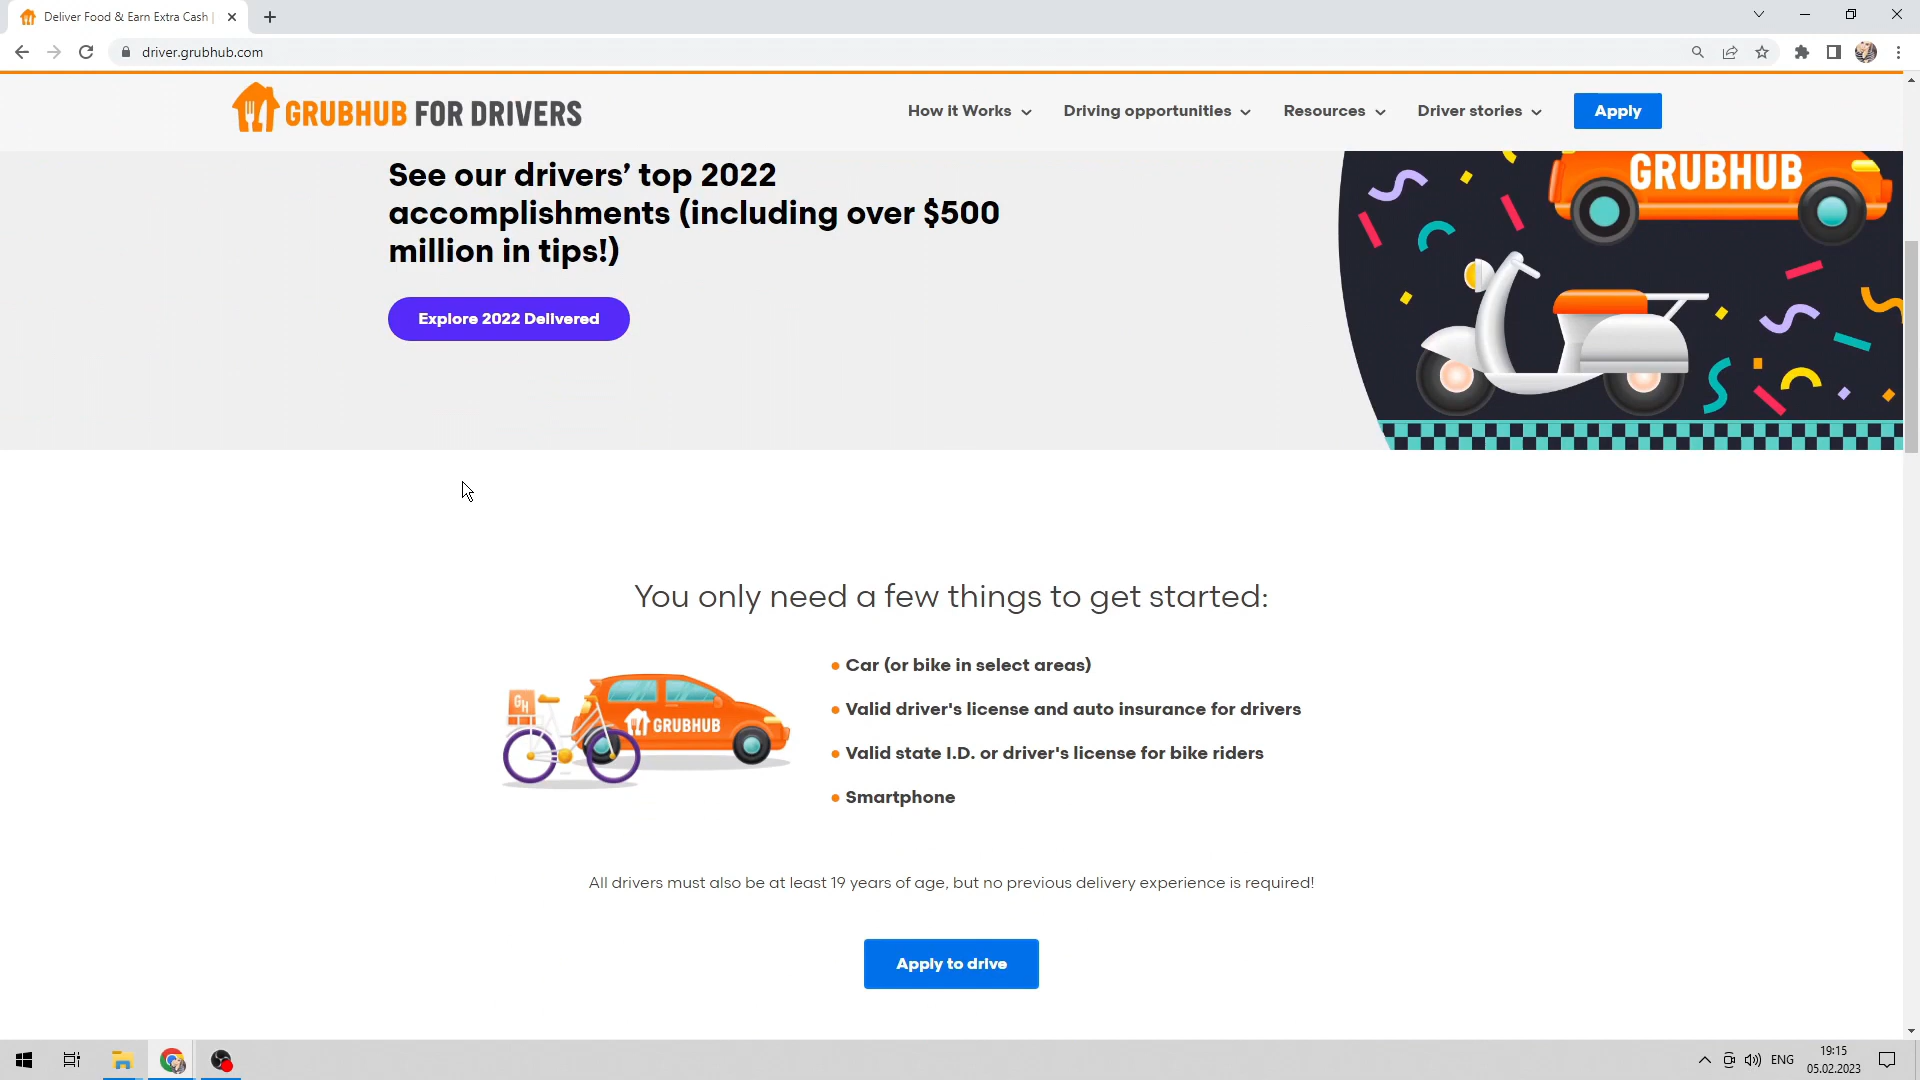 Deliver Food & Earn Extra Cash |
driver.grubhub.com
GRUBHUB FOR DRIVERS
How it Works
Driving opportunities
Resources
Driver stories
Apply
See our drivers’ top 2022
accomplishments (including over $500
million in tips!)
Explore 2022 Delivered
GRUBHUB
You only need a few things to get started:
Car (or bike in select areas)
Valid driver's license and auto insurance for drivers
Valid state I.D. or driver's license for bike riders
Smartphone
GH
GRUBHUB
All drivers must also be at least 19 years of age, but no previous delivery experience is required!
Apply to drive
ENG
19:15
05.02.2023